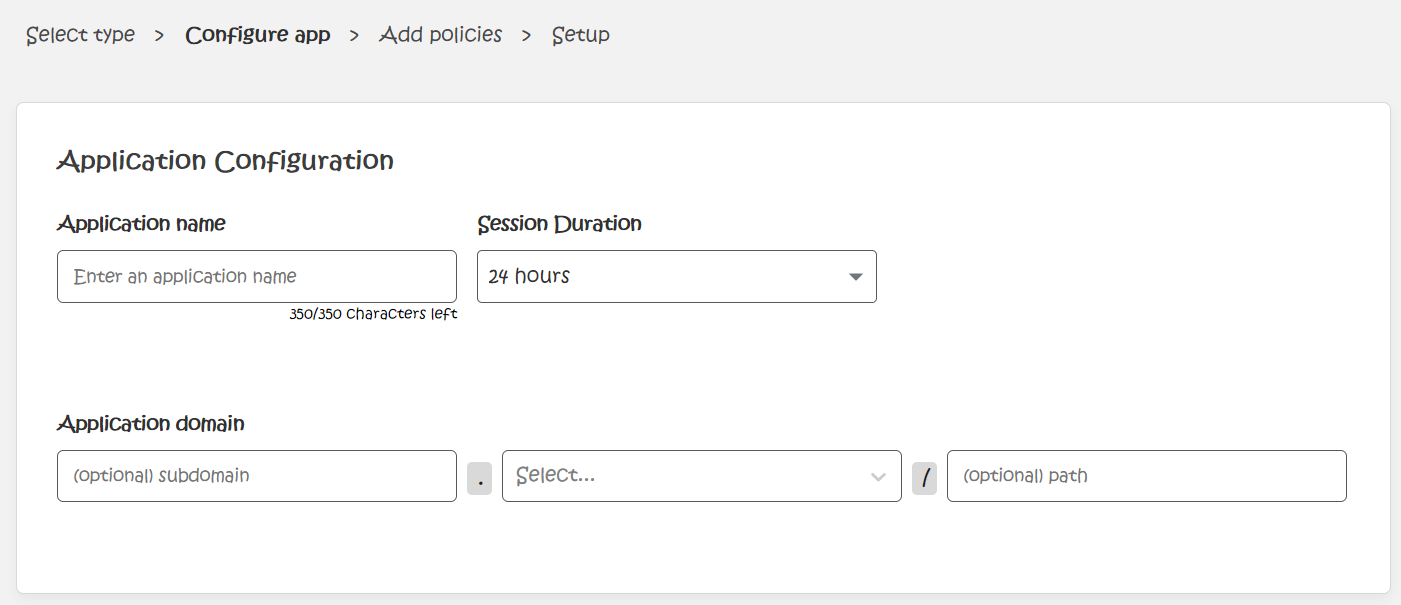 Select type > Configure app > Add policies > Setup
Application Configuration
Application name
Session Duration
Enter an application name
24 hours
350/350 characters left
Application domain
(optional) subdomain
.
Select...
/
(optional) path